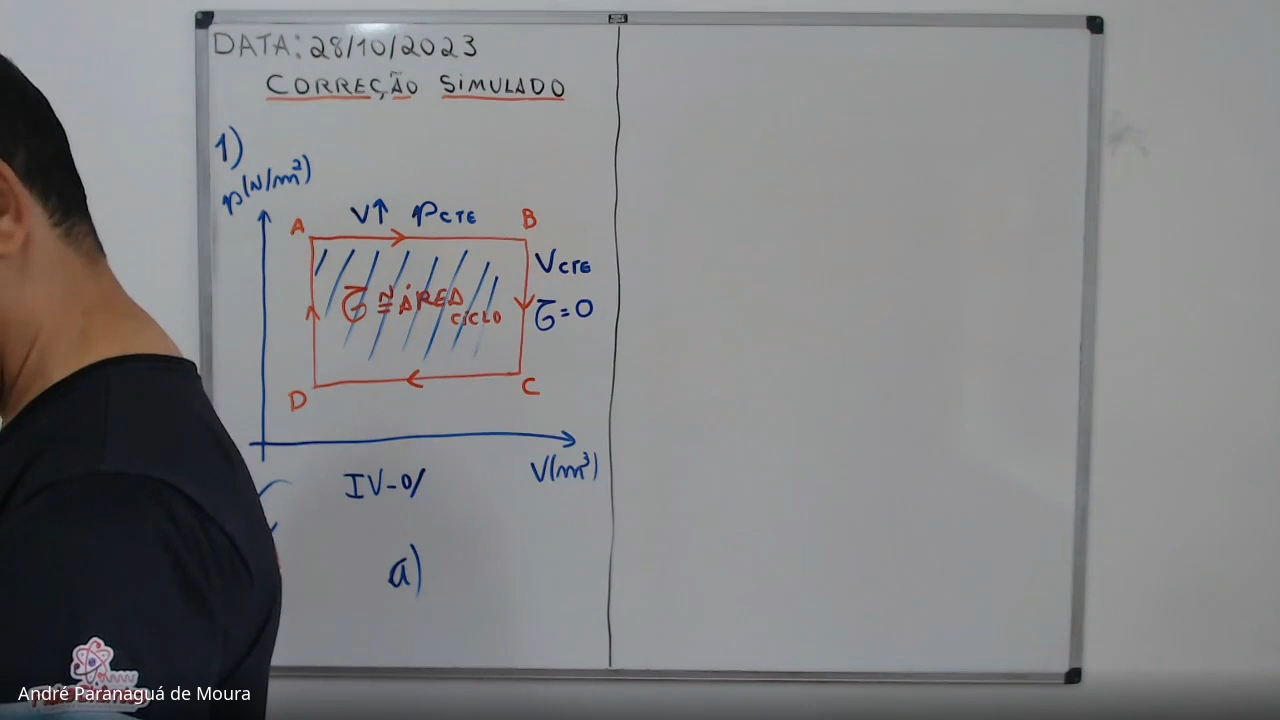 DATA: 28/10/2023
CORREÇÃO SIMULADO
1)
p(N/m²)
A V↑ pCTE B
VCTE
𝒯 N= ÁREA CICLO
𝒯 = 0
D C
V(m³)
IV-0/
a)
André Paranaguá de Moura